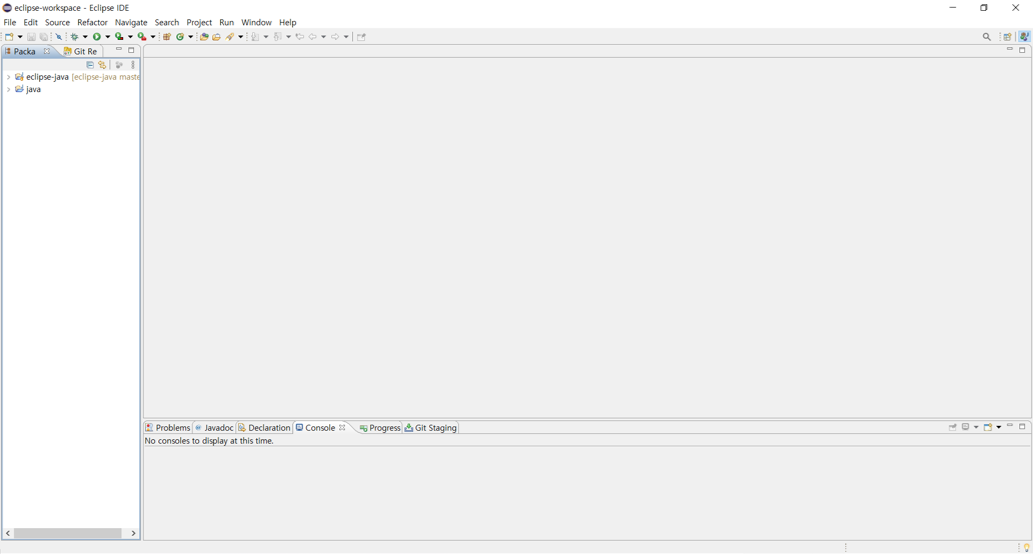 eclipse-workspace - Eclipse IDE
File Edit Source Refactor Navigate Search Project Run Window Help
Packa Git Re
eclipse-java [eclipse-java maste
java
Problems Javadoc Declaration Console Progress Git Staging
No consoles to display at this time.